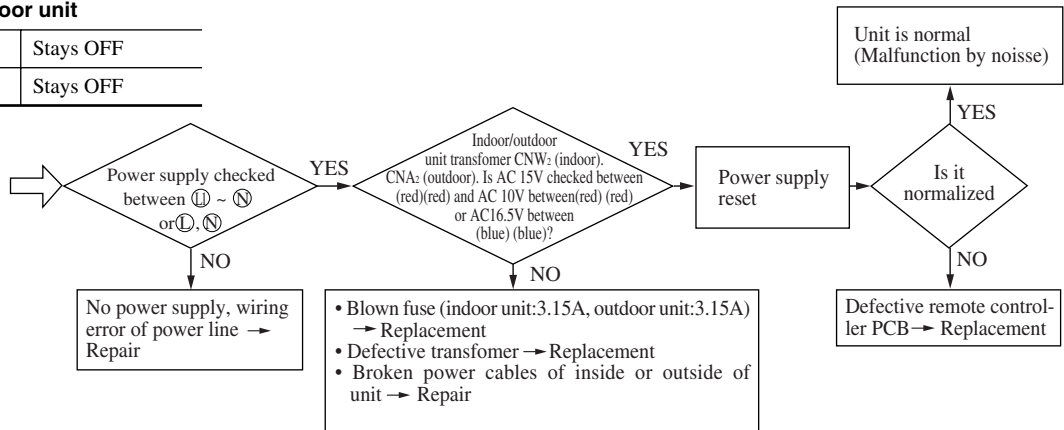 oor unit
Stays OFF
Stays OFF
Power supply checked
between Ⓛ1 ~ Ⓝ
or Ⓛ, Ⓝ
YES
NO
No power supply, wiring
error of power line →
Repair
Indoor/outdoor
unit transfomer CNW₂ (indoor).
CNA₂ (outdoor). Is AC 15V checked between
(red)(red) and AC 10V between(red) (red)
or AC16.5V between
(blue) (blue)?
YES
NO
• Blown fuse (indoor unit:3.15A, outdoor unit:3.15A)
→ Replacement
• Defective transfomer → Replacement
• Broken power cables of inside or outside of
unit → Repair
Power supply
reset
Is it
normalized
YES
Unit is normal
(Malfunction by noisse)
NO
Defective remote control-
ler PCB → Replacement